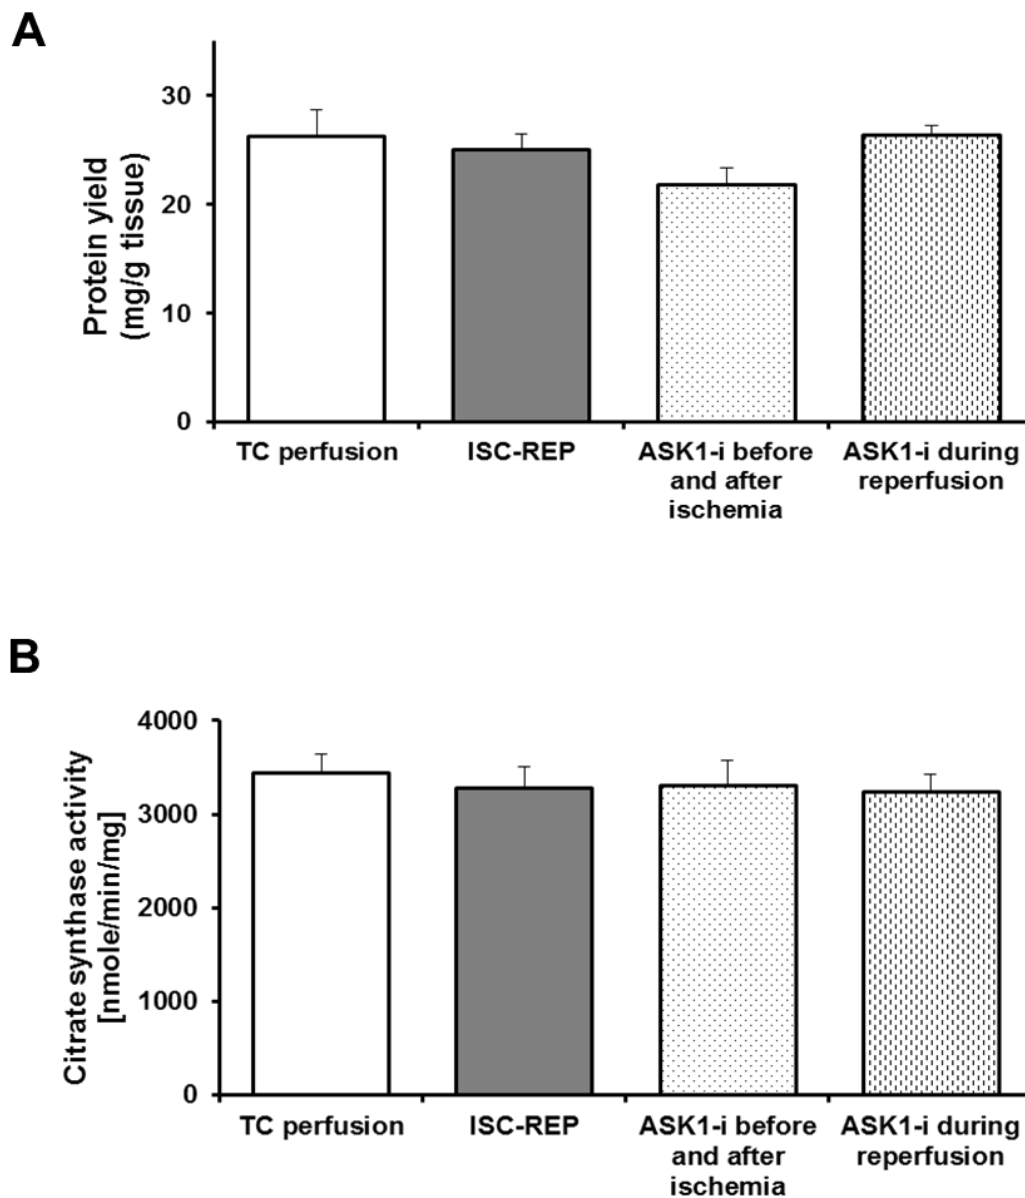 A
Protein yield
(mg/g tissue)
30
20
10
0
TC perfusion
ISC-REP
ASK1-i before
and after
ischemia
ASK1-i during
reperfusion
B
Citrate synthase activity
[nmole/min/mg]
4000
3000
2000
1000
0
TC perfusion
ISC-REP
ASK1-i before
and after
ischemia
ASK1-i during
reperfusion